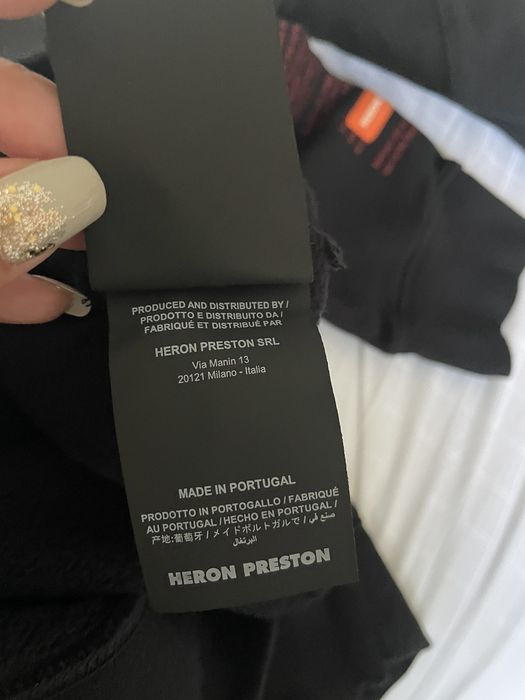 PRODUCED AND DISTRIBUTED BY /
PRODOTTO E DISTRIBUITO DA /
FABRIQUÉ ET DISTRIBUÉ PAR
HERON PRESTON SRL
Via Manin 13
20121 Milano - Italia
MADE IN PORTUGAL
PRODOTTO IN PORTOGALLO / FABRIQUÉ
AU PORTUGAL / HECHO EN PORTUGAL /
产地:葡萄牙 / メイドポルトガルで / صنع في
البرتغال
HERON PRESTON